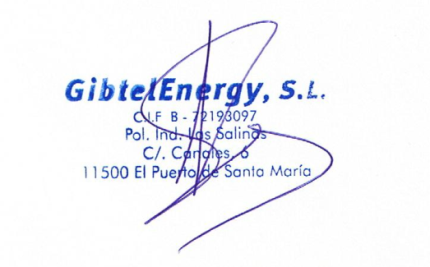 GibtelEnergy, S.L.
C.I.F B-72193097
Pol. Ind. Las Salinas
C/. Canales, 6
11500 El Puerto de Santa María